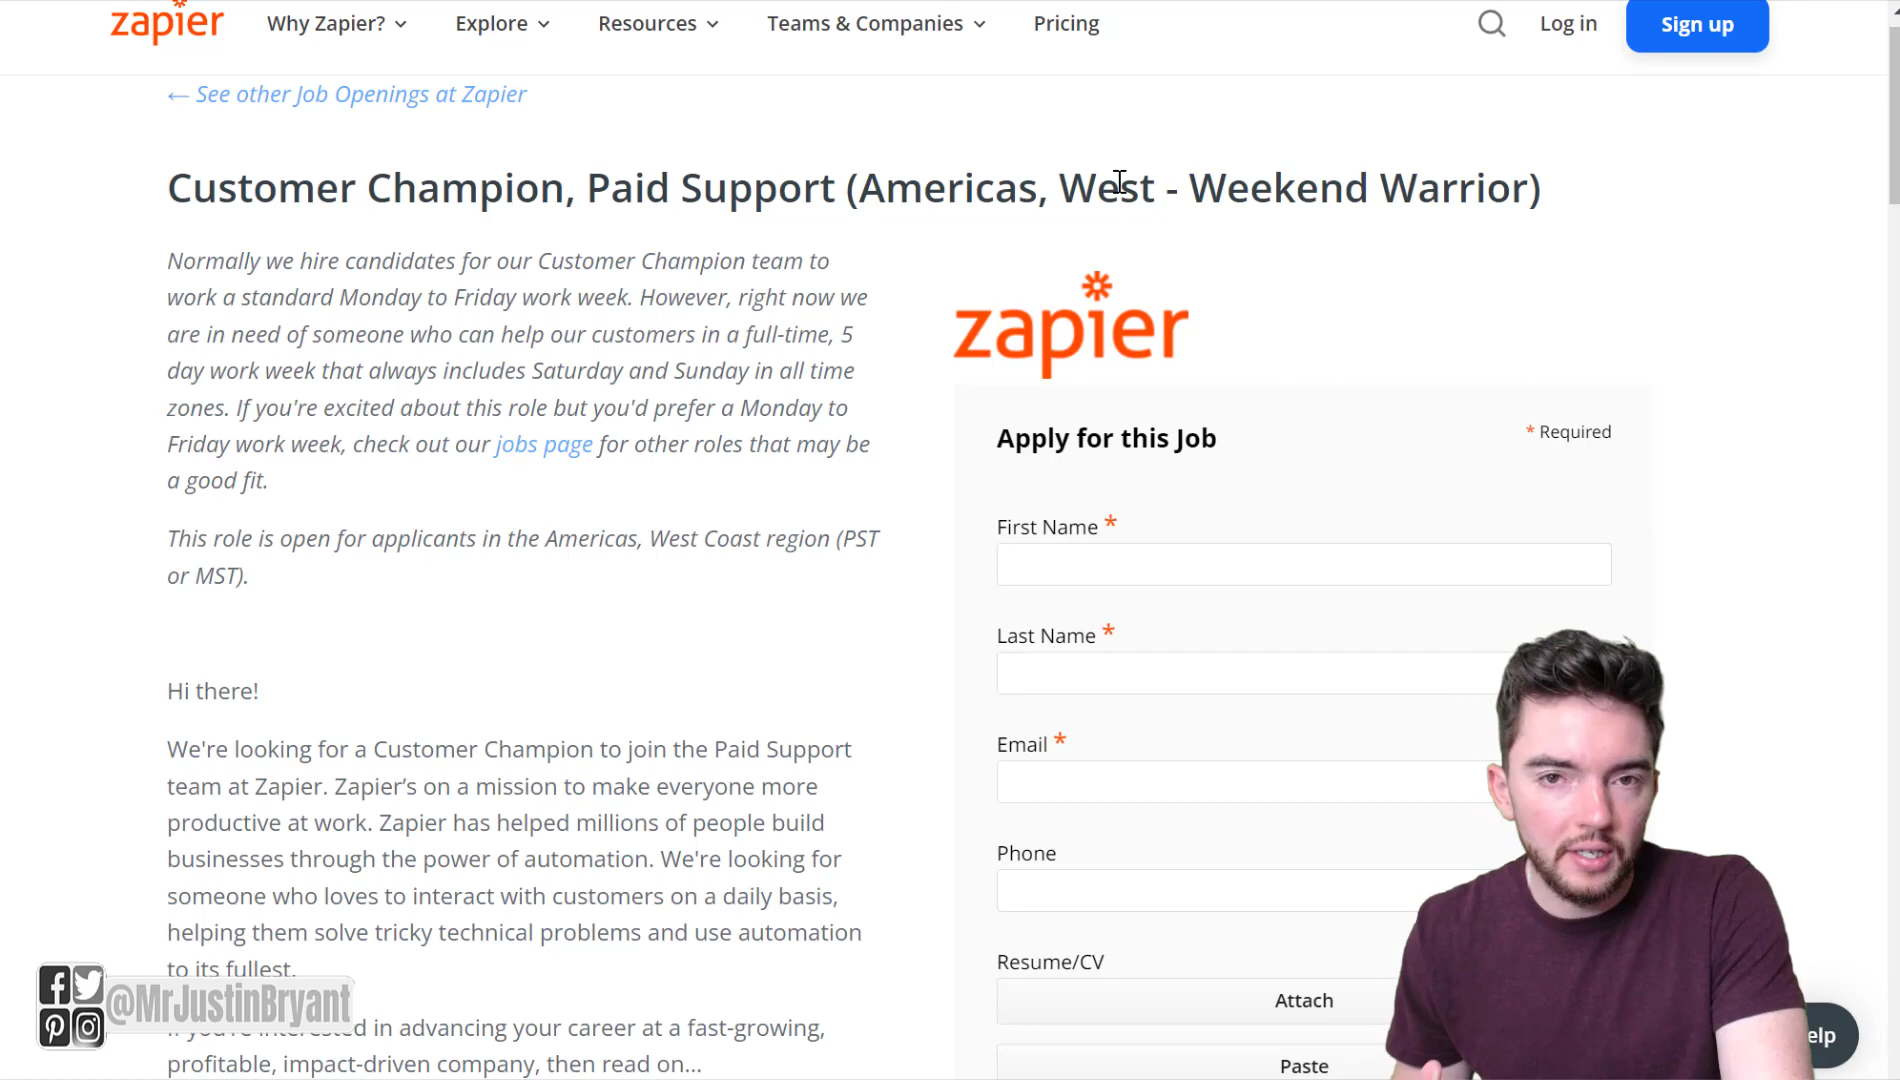 zapier
Why Zapier?
Explore
Resources
Teams & Companies
Pricing
Log in
Sign up
← See other Job Openings at Zapier
Customer Champion, Paid Support (Americas, West - Weekend Warrior)
Normally we hire candidates for our Customer Champion team to
work a standard Monday to Friday work week. However, right now we
are in need of someone who can help our customers in a full-time, 5
day work week that always includes Saturday and Sunday in all time
zones. If you're excited about this role but you'd prefer a Monday to
Friday work week, check out our jobs page for other roles that may be
a good fit.
This role is open for applicants in the Americas, West Coast region (PST
or MST).
Hi there!
We're looking for a Customer Champion to join the Paid Support
team at Zapier. Zapier’s on a mission to make everyone more
productive at work. Zapier has helped millions of people build
businesses through the power of automation. We're looking for
someone who loves to interact with customers on a daily basis,
helping them solve tricky technical problems and use automation
to its fullest.
If you're interested in advancing your career at a fast-growing,
profitable, impact-driven company, then read on...
zapier
Apply for this Job
* Required
First Name *
Last Name *
Email *
Phone
Resume/CV
Attach
Paste
elp
@MrJustinBryant